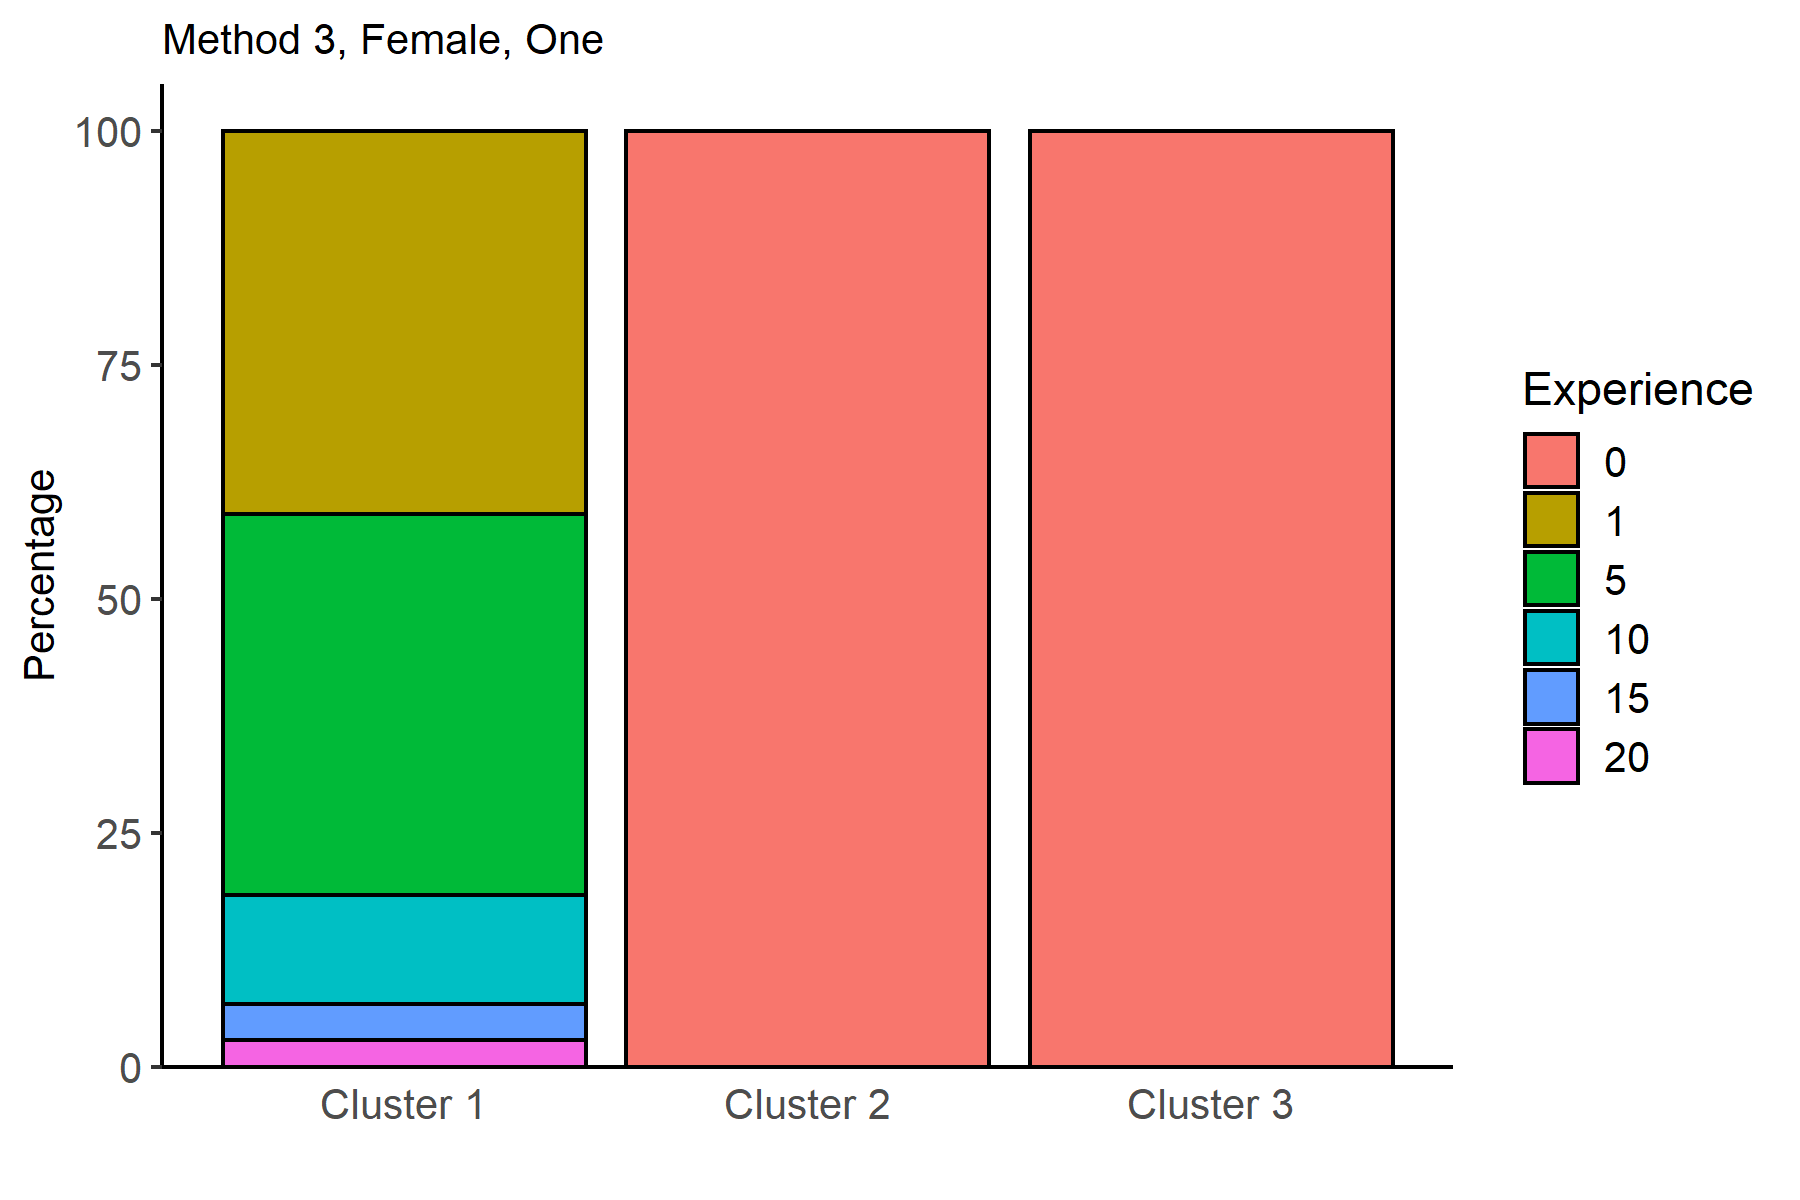 Method 3, Female, One
Percentage
100
75
50
25
0
Cluster 1
Cluster 2
Cluster 3
Experience
0
1
5
10
15
20